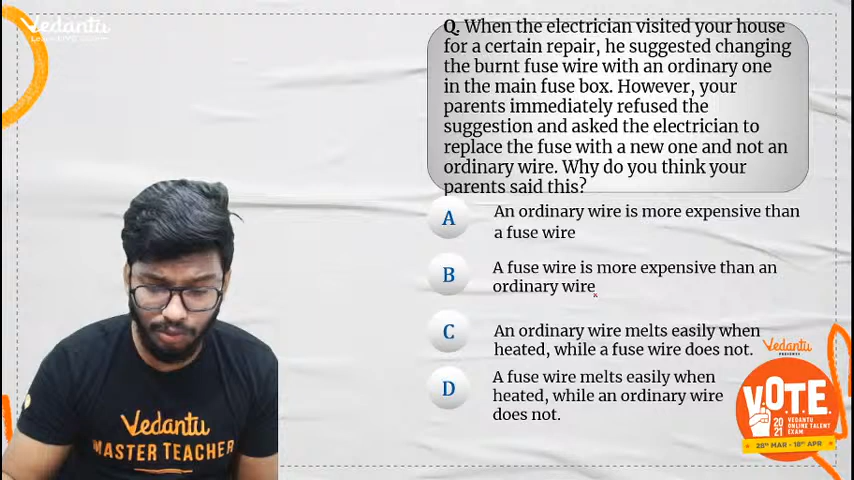 Vedantu
Q. When the electrician visited your house
for a certain repair, he suggested changing
the burnt fuse wire with an ordinary one
in the main fuse box. However, your
parents immediately refused the
suggestion and asked the electrician to
replace the fuse with a new one and not an
ordinary wire. Why do you think your
parents said this?
A
An ordinary wire is more expensive than
a fuse wire
B
A fuse wire is more expensive than an
ordinary wire
C
An ordinary wire melts easily when
heated, while a fuse wire does not.
D
A fuse wire melts easily when
heated, while an ordinary wire
does not.
Vedantu
PRESENTS
V.O.T.E.
2021
VEDANTU
ONLINE TALENT
EXAM
28TH MAR - 18TH APR
Vedantu
MASTER TEACHER